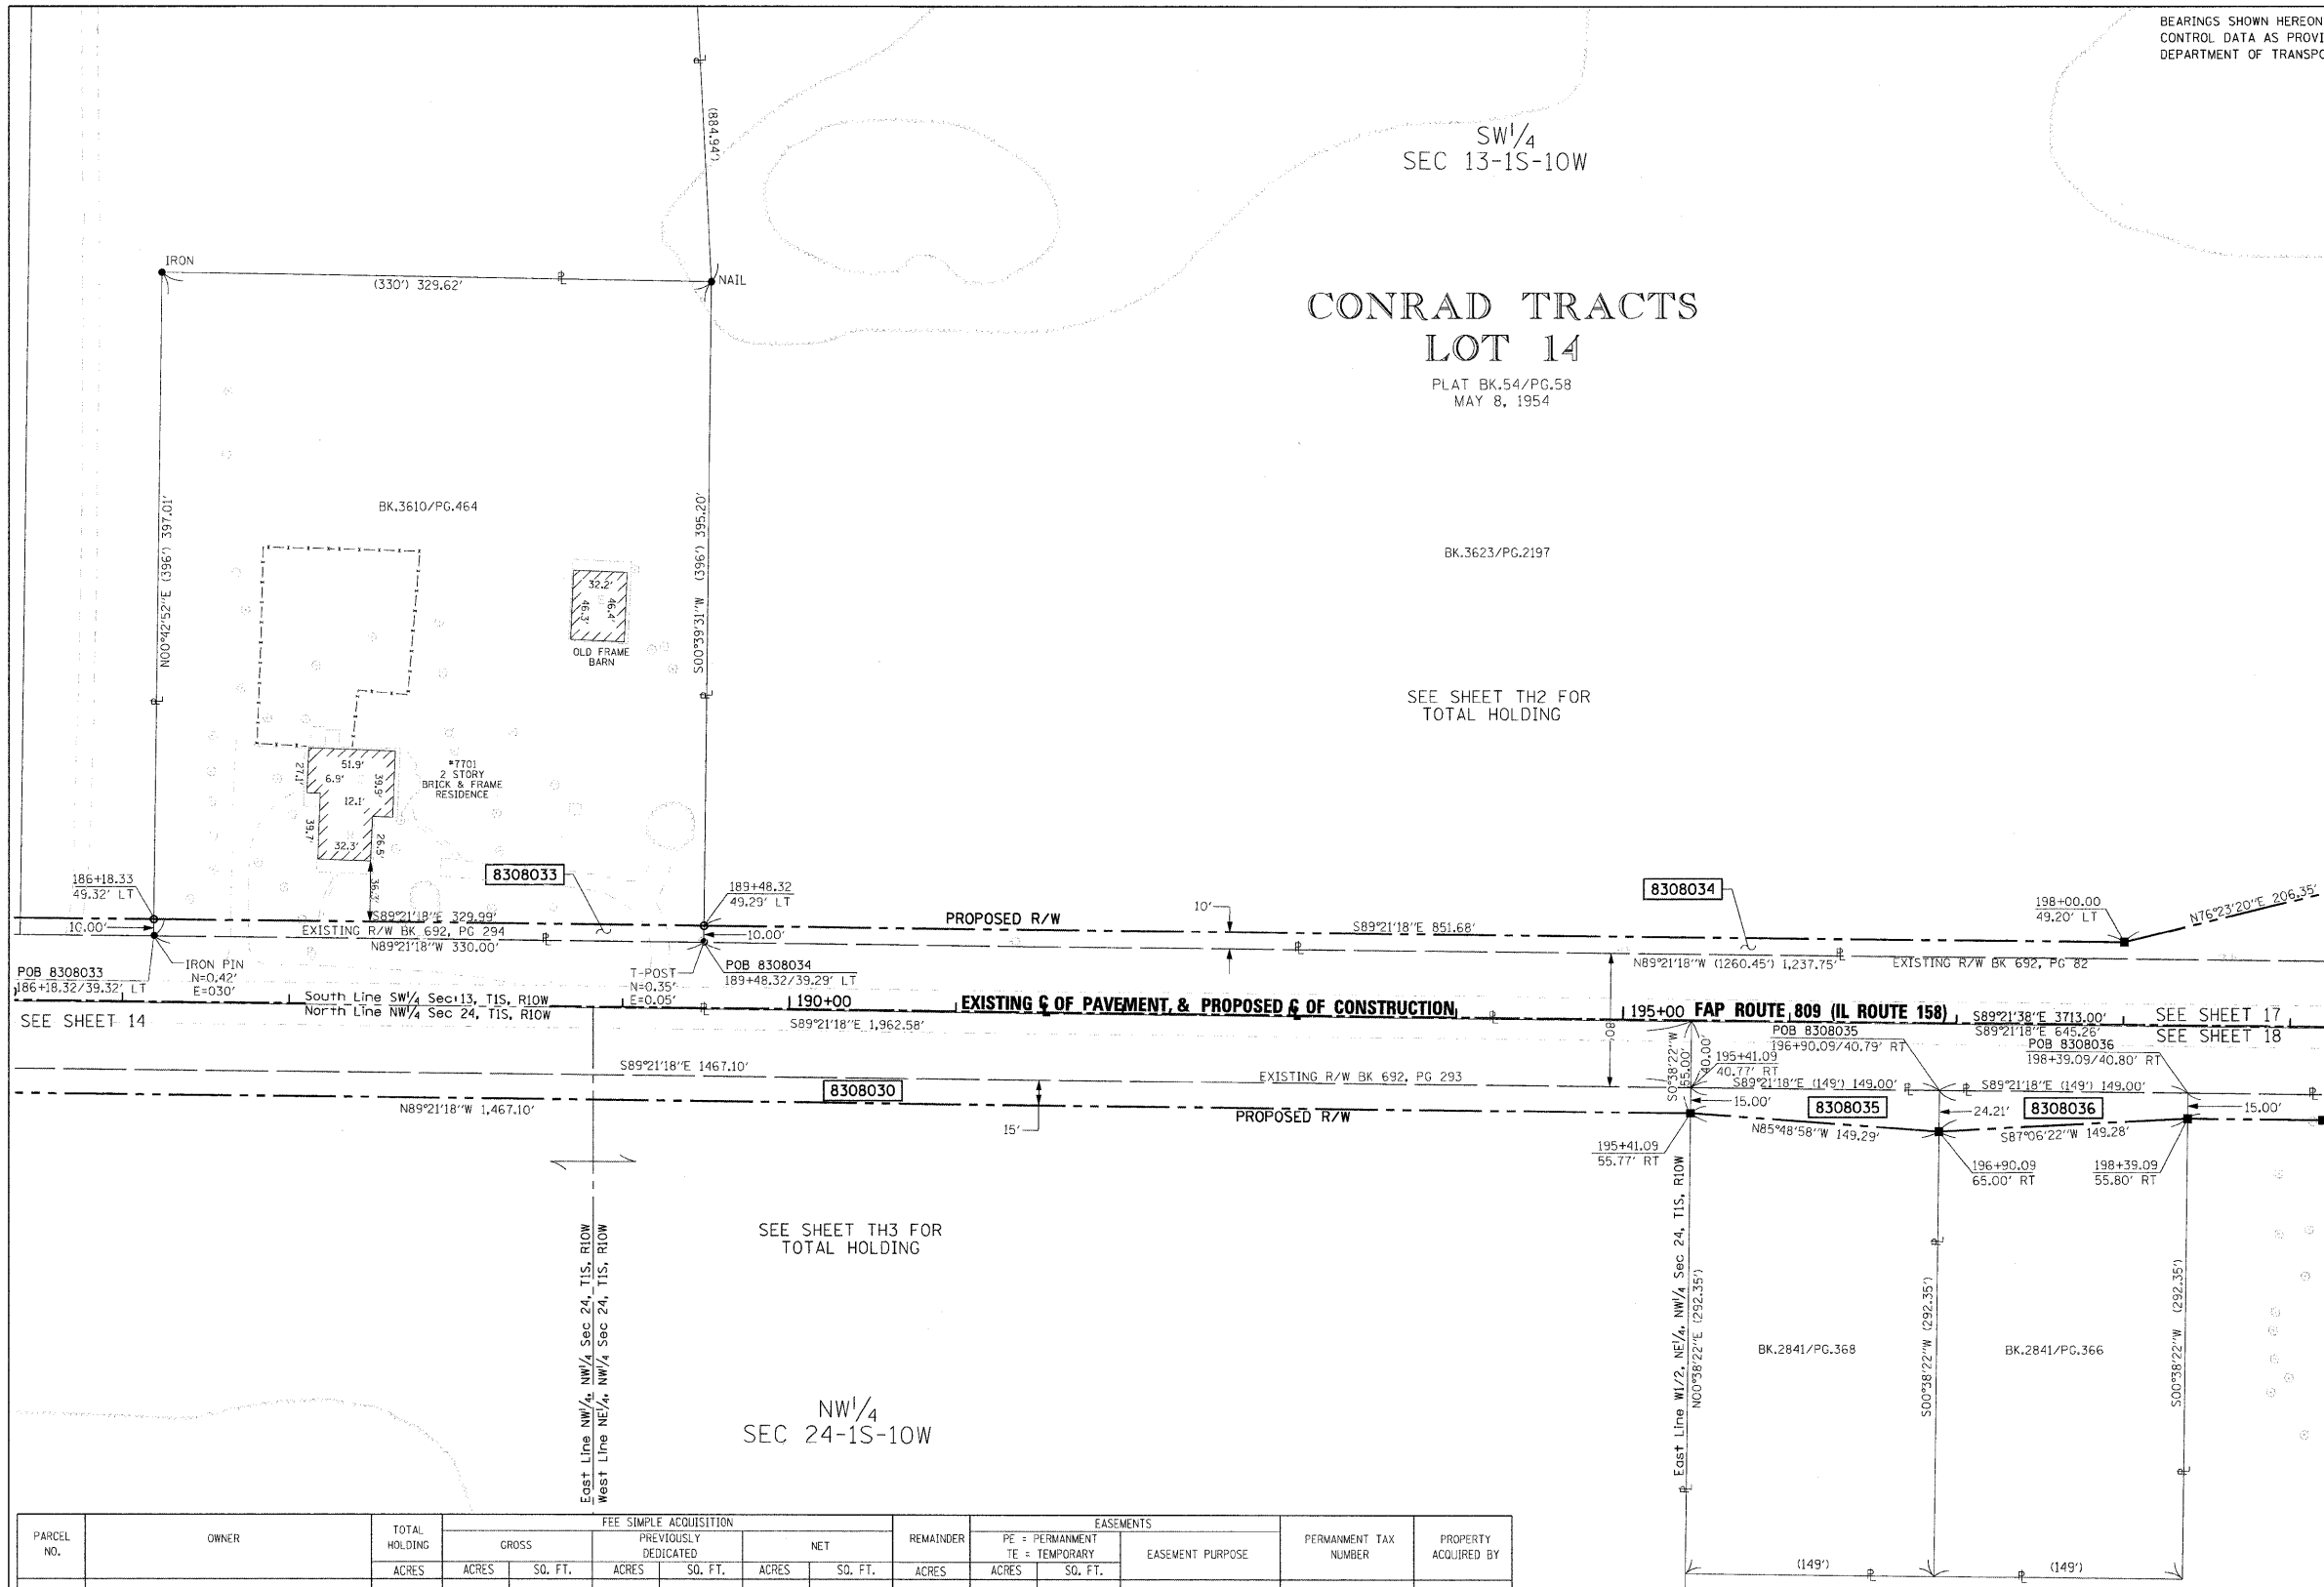 BEARINGS SHOWN HEREON
CONTROL DATA AS PROVI
DEPARTMENT OF TRANSPO
(884.94')
SW1/4
SEC 13-1S-10W
IRON
NAIL
(330') 329.62'
CONRAD TRACTS
LOT 14
PLAT BK.54/PG.58
MAY 8, 1954
N00°42'52"E (396') 397.01'
BK.3610/PG.464
S00°39'31"W (396') 395.20'
BK.3623/PG.2197
32.2'
46.3'
46.4'
OLD FRAME
BARN
SEE SHEET TH2 FOR
TOTAL HOLDING
51.9'
27.1'
6.9'
39.9'
12.1'
39.7'
32.3'
26.5'
36.3'
*7701
2 STORY
BRICK & FRAME
RESIDENCE
8308033
186+18.33
49.32' LT
189+48.32
49.29' LT
8308034
198+00.00
49.20' LT
N76°23'20"E 206.35'
10.00'
S89°21'18"E 329.99'
EXISTING R/W BK 692, PG 294
N89°21'18"W 330.00'
10.00'
PROPOSED R/W
10'
S89°21'18"E 851.68'
N89°21'18"W (1260.45') 1,237.75'
EXISTING R/W BK 692, PG 82
POB 8308033
186+18.32/39.32' LT
IRON PIN
N=0.42'
E=030'
T-POST
N=0.35'
E=0.05'
POB 8308034
189+48.32/39.29' LT
South Line SW1/4 Sec 13, T1S, R10W
North Line NW1/4 Sec 24, T1S, R10W
190+00
EXISTING ℄ OF PAVEMENT, & PROPOSED ℄ OF CONSTRUCTION
195+00
FAP ROUTE 809 (IL ROUTE 158)
S89°21'38"E 3713.00'
SEE SHEET 17
SEE SHEET 14
S89°21'18"E 1,962.58'
80'
S89°21'18"E 645.26'
SEE SHEET 18
POB 8308035
196+90.09/40.79' RT
POB 8308036
198+39.09/40.80' RT
S0°38'22"W
55.00'
40.00'
195+41.09
40.77' RT
S89°21'18"E 1467.10'
EXISTING R/W BK 692, PG 293
S89°21'18"E (149') 149.00'
S89°21'18"E (149') 149.00'
8308030
15.00'
8308035
24.21'
8308036
15.00'
N89°21'18"W 1,467.10'
15'
PROPOSED R/W
N85°48'58"W 149.29'
S87°06'22"W 149.28'
195+41.09
55.77' RT
196+90.09
65.00' RT
198+39.09
55.80' RT
East Line NW1/4, NW1/4 Sec 24, T1S, R10W
West Line NE1/4, NW1/4 Sec 24, T1S, R10W
SEE SHEET TH3 FOR
TOTAL HOLDING
East Line W1/2, NE1/4, NW1/4 Sec 24, T1S, R10W
N00°38'22"E (292.35')
S00°38'22"W (292.35')
S00°38'22"W (292.35')
BK.2841/PG.368
BK.2841/PG.366
NW1/4
SEC 24-1S-10W
(149')
(149')
PARCEL
NO.
OWNER
TOTAL
HOLDING
ACRES
FEE SIMPLE ACQUISITION
GROSS
ACRES
SQ. FT.
PREVIOUSLY
DEDICATED
ACRES
SQ. FT.
NET
ACRES
SQ. FT.
REMAINDER
ACRES
EASEMENTS
PE = PERMANMENT
TE = TEMPORARY
ACRES
SQ. FT.
EASEMENT PURPOSE
PERMANMENT TAX
NUMBER
PROPERTY
ACQUIRED BY